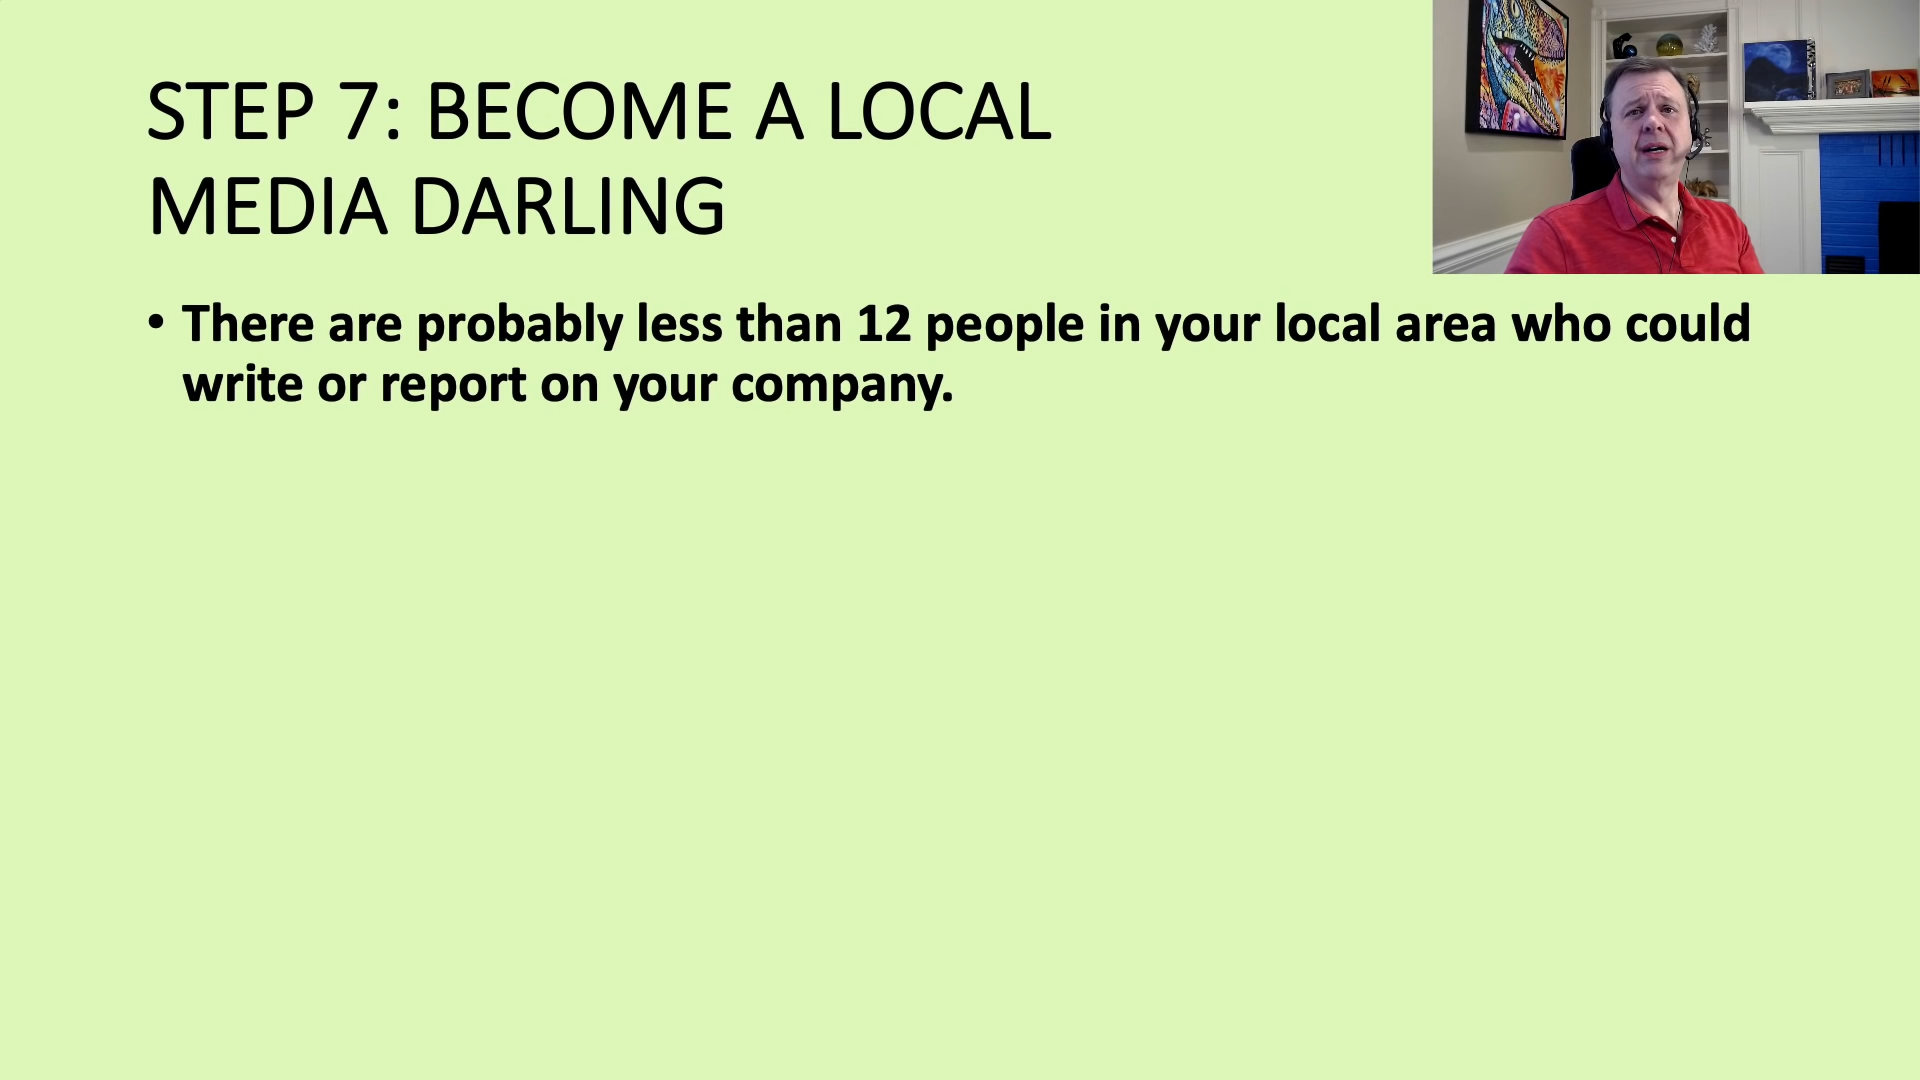 STEP 7: BECOME A LOCAL
MEDIA DARLING
• There are probably less than 12 people in your local area who could
write or report on your company.